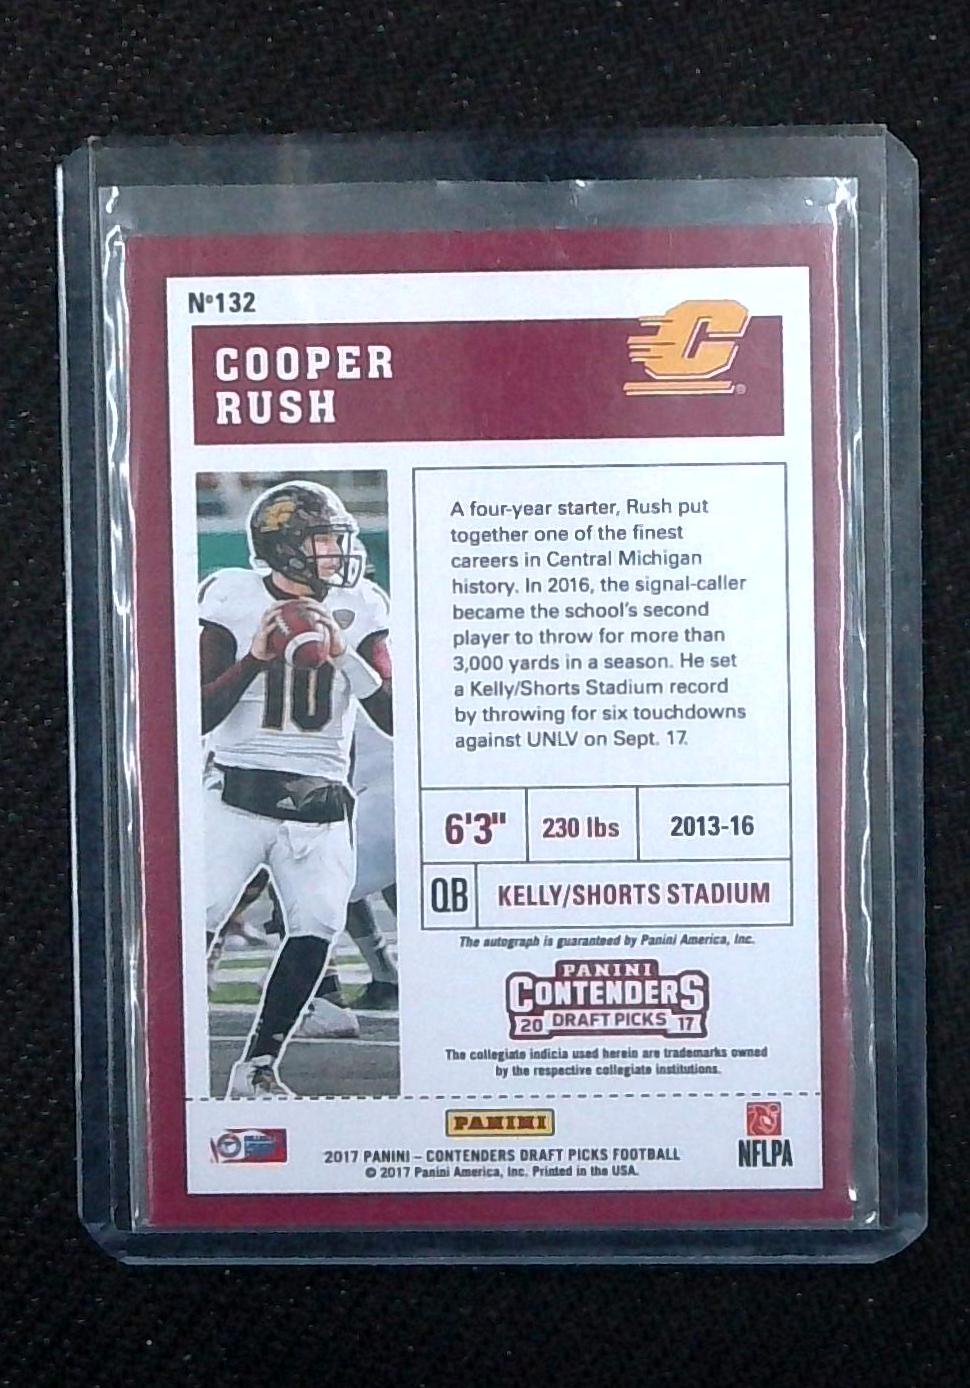 Nº132
COOPER
RUSH
C
®
10
A four-year starter, Rush put
together one of the finest
careers in Central Michigan
history. In 2016, the signal-caller
became the school's second
player to throw for more than
3,000 yards in a season. He set
a Kelly/Shorts Stadium record
by throwing for six touchdowns
against UNLV on Sept. 17.
6'3" 230 lbs 2013-16
QB KELLY/SHORTS STADIUM
The autograph is guaranteed by Panini America, Inc.
PANINI
CONTENDERS
20 DRAFT PICKS 17
The collegiate indicia used herein are trademarks owned
by the respective collegiate institutions.
PANINI
2017 PANINI – CONTENDERS DRAFT PICKS FOOTBALL
© 2017 Panini America, Inc. Printed in the USA.
NFLPA